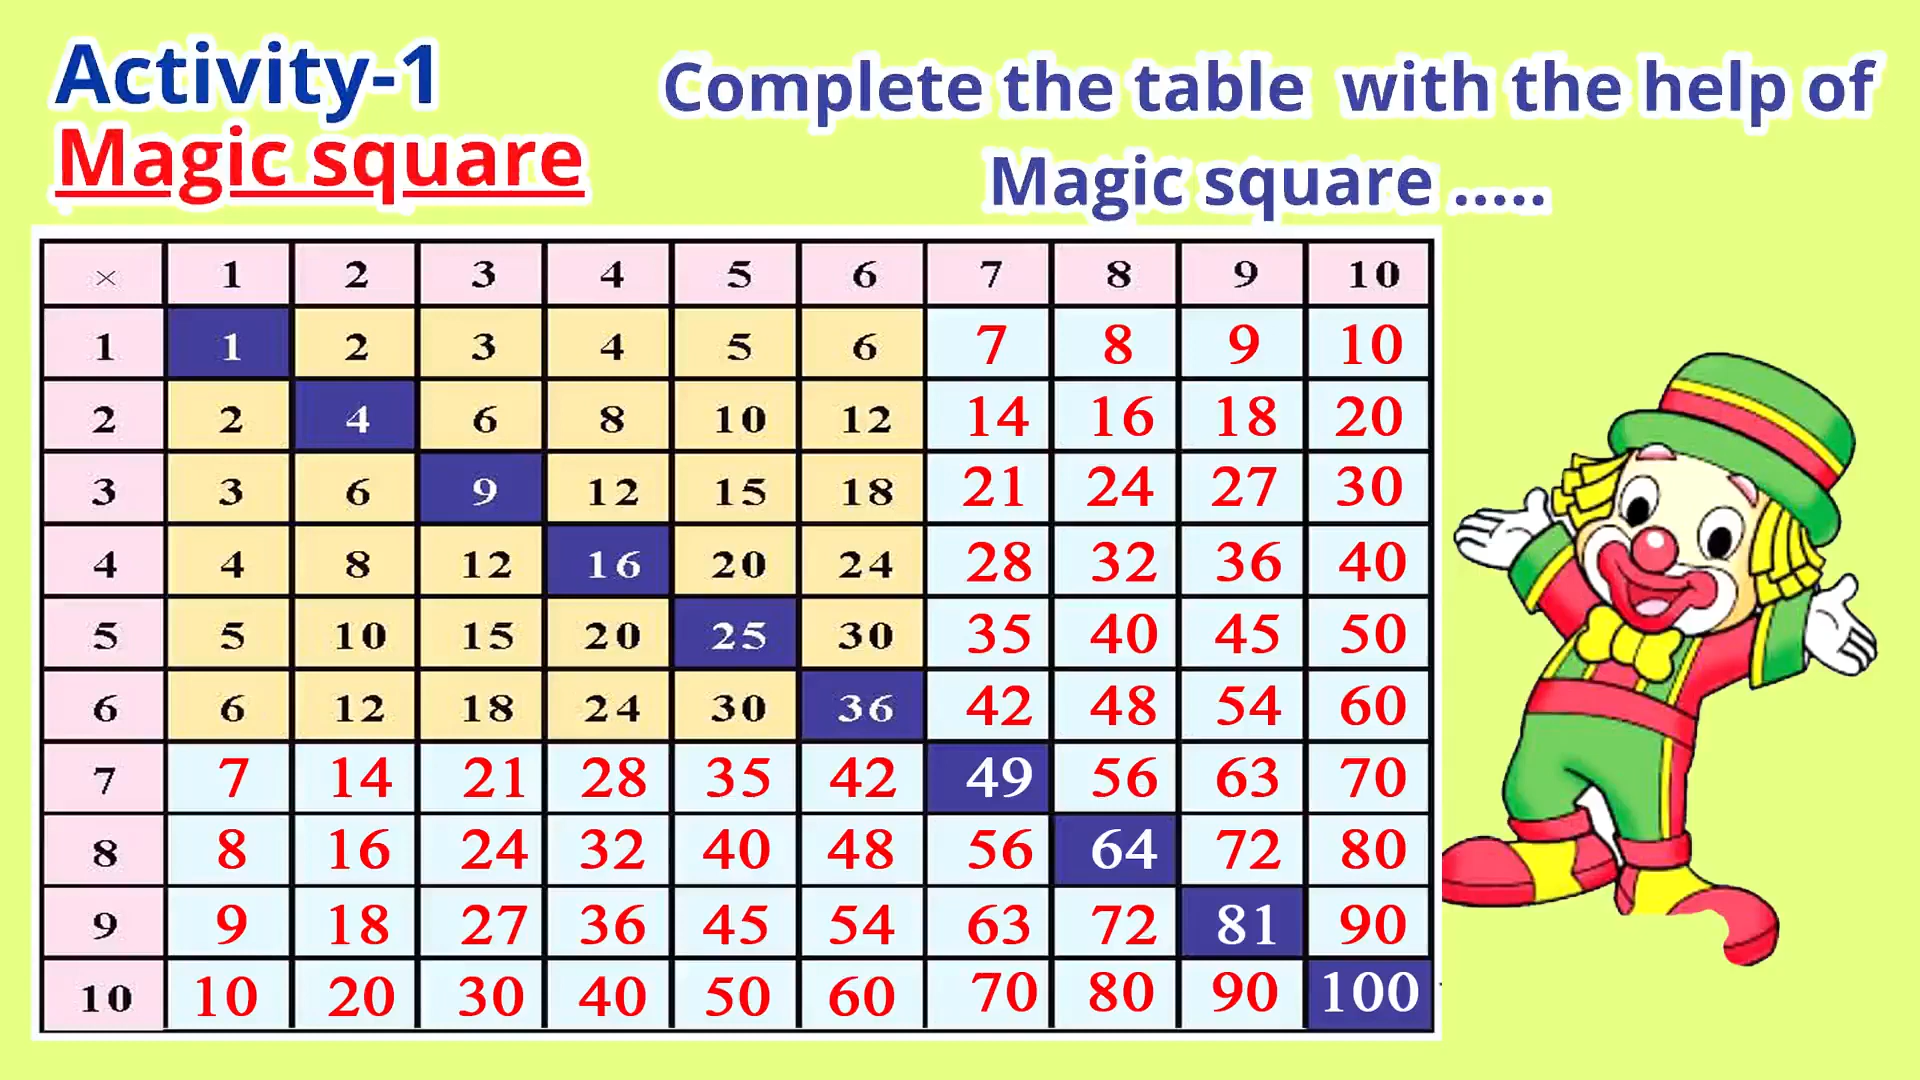 Activity-1
Magic square
Complete the table with the help of
Magic square .....
× 1 2 3 4 5 6 7 8 9 10
1 1 2 3 4 5 6 7 8 9 10
2 2 4 6 8 10 12 14 16 18 20
3 3 6 9 12 15 18 21 24 27 30
4 4 8 12 16 20 24 28 32 36 40
5 5 10 15 20 25 30 35 40 45 50
6 6 12 18 24 30 36 42 48 54 60
7 7 14 21 28 35 42 49 56 63 70
8 8 16 24 32 40 48 56 64 72 80
9 9 18 27 36 45 54 63 72 81 90
10 10 20 30 40 50 60 70 80 90 100